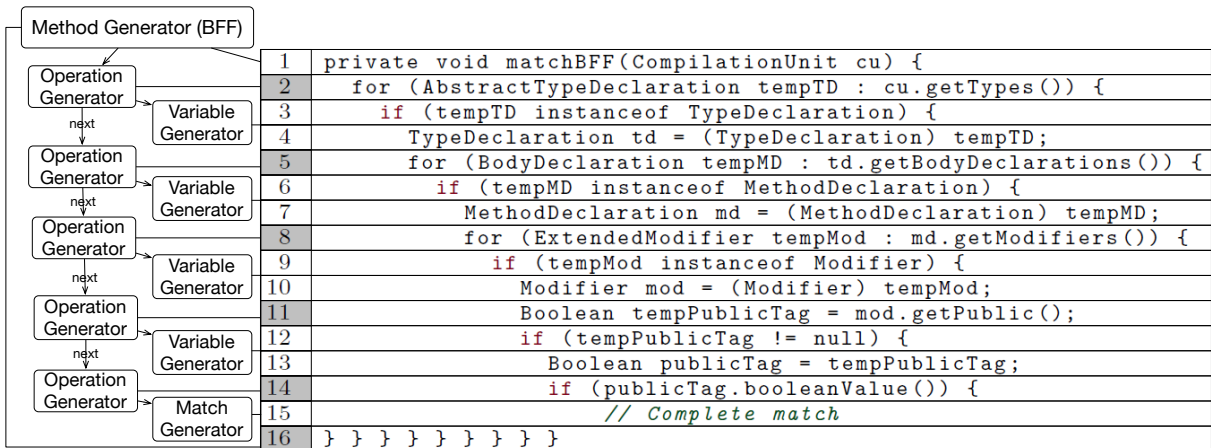 Method Generator (BFF)
Operation
Generator
Variable
Generator
next
Operation
Generator
Variable
Generator
next
Operation
Generator
Variable
Generator
next
Operation
Generator
Variable
Generator
next
Operation
Generator
Match
Generator
1 private void matchBFF(CompilationUnit cu) {
2 for (AbstractTypeDeclaration tempTD : cu.getTypes()) {
3 if (tempTD instanceof TypeDeclaration) {
4 TypeDeclaration td = (TypeDeclaration) tempTD;
5 for (BodyDeclaration tempMD : td.getBodyDeclarations()) {
6 if (tempMD instanceof MethodDeclaration) {
7 MethodDeclaration md = (MethodDeclaration) tempMD;
8 for (ExtendedModifier tempMod : md.getModifiers()) {
9 if (tempMod instanceof Modifier) {
10 Modifier mod = (Modifier) tempMod;
11 Boolean tempPublicTag = mod.getPublic();
12 if (tempPublicTag != null) {
13 Boolean publicTag = tempPublicTag;
14 if (publicTag.booleanValue()) {
15 // Complete match
16 } } } } } } } } }